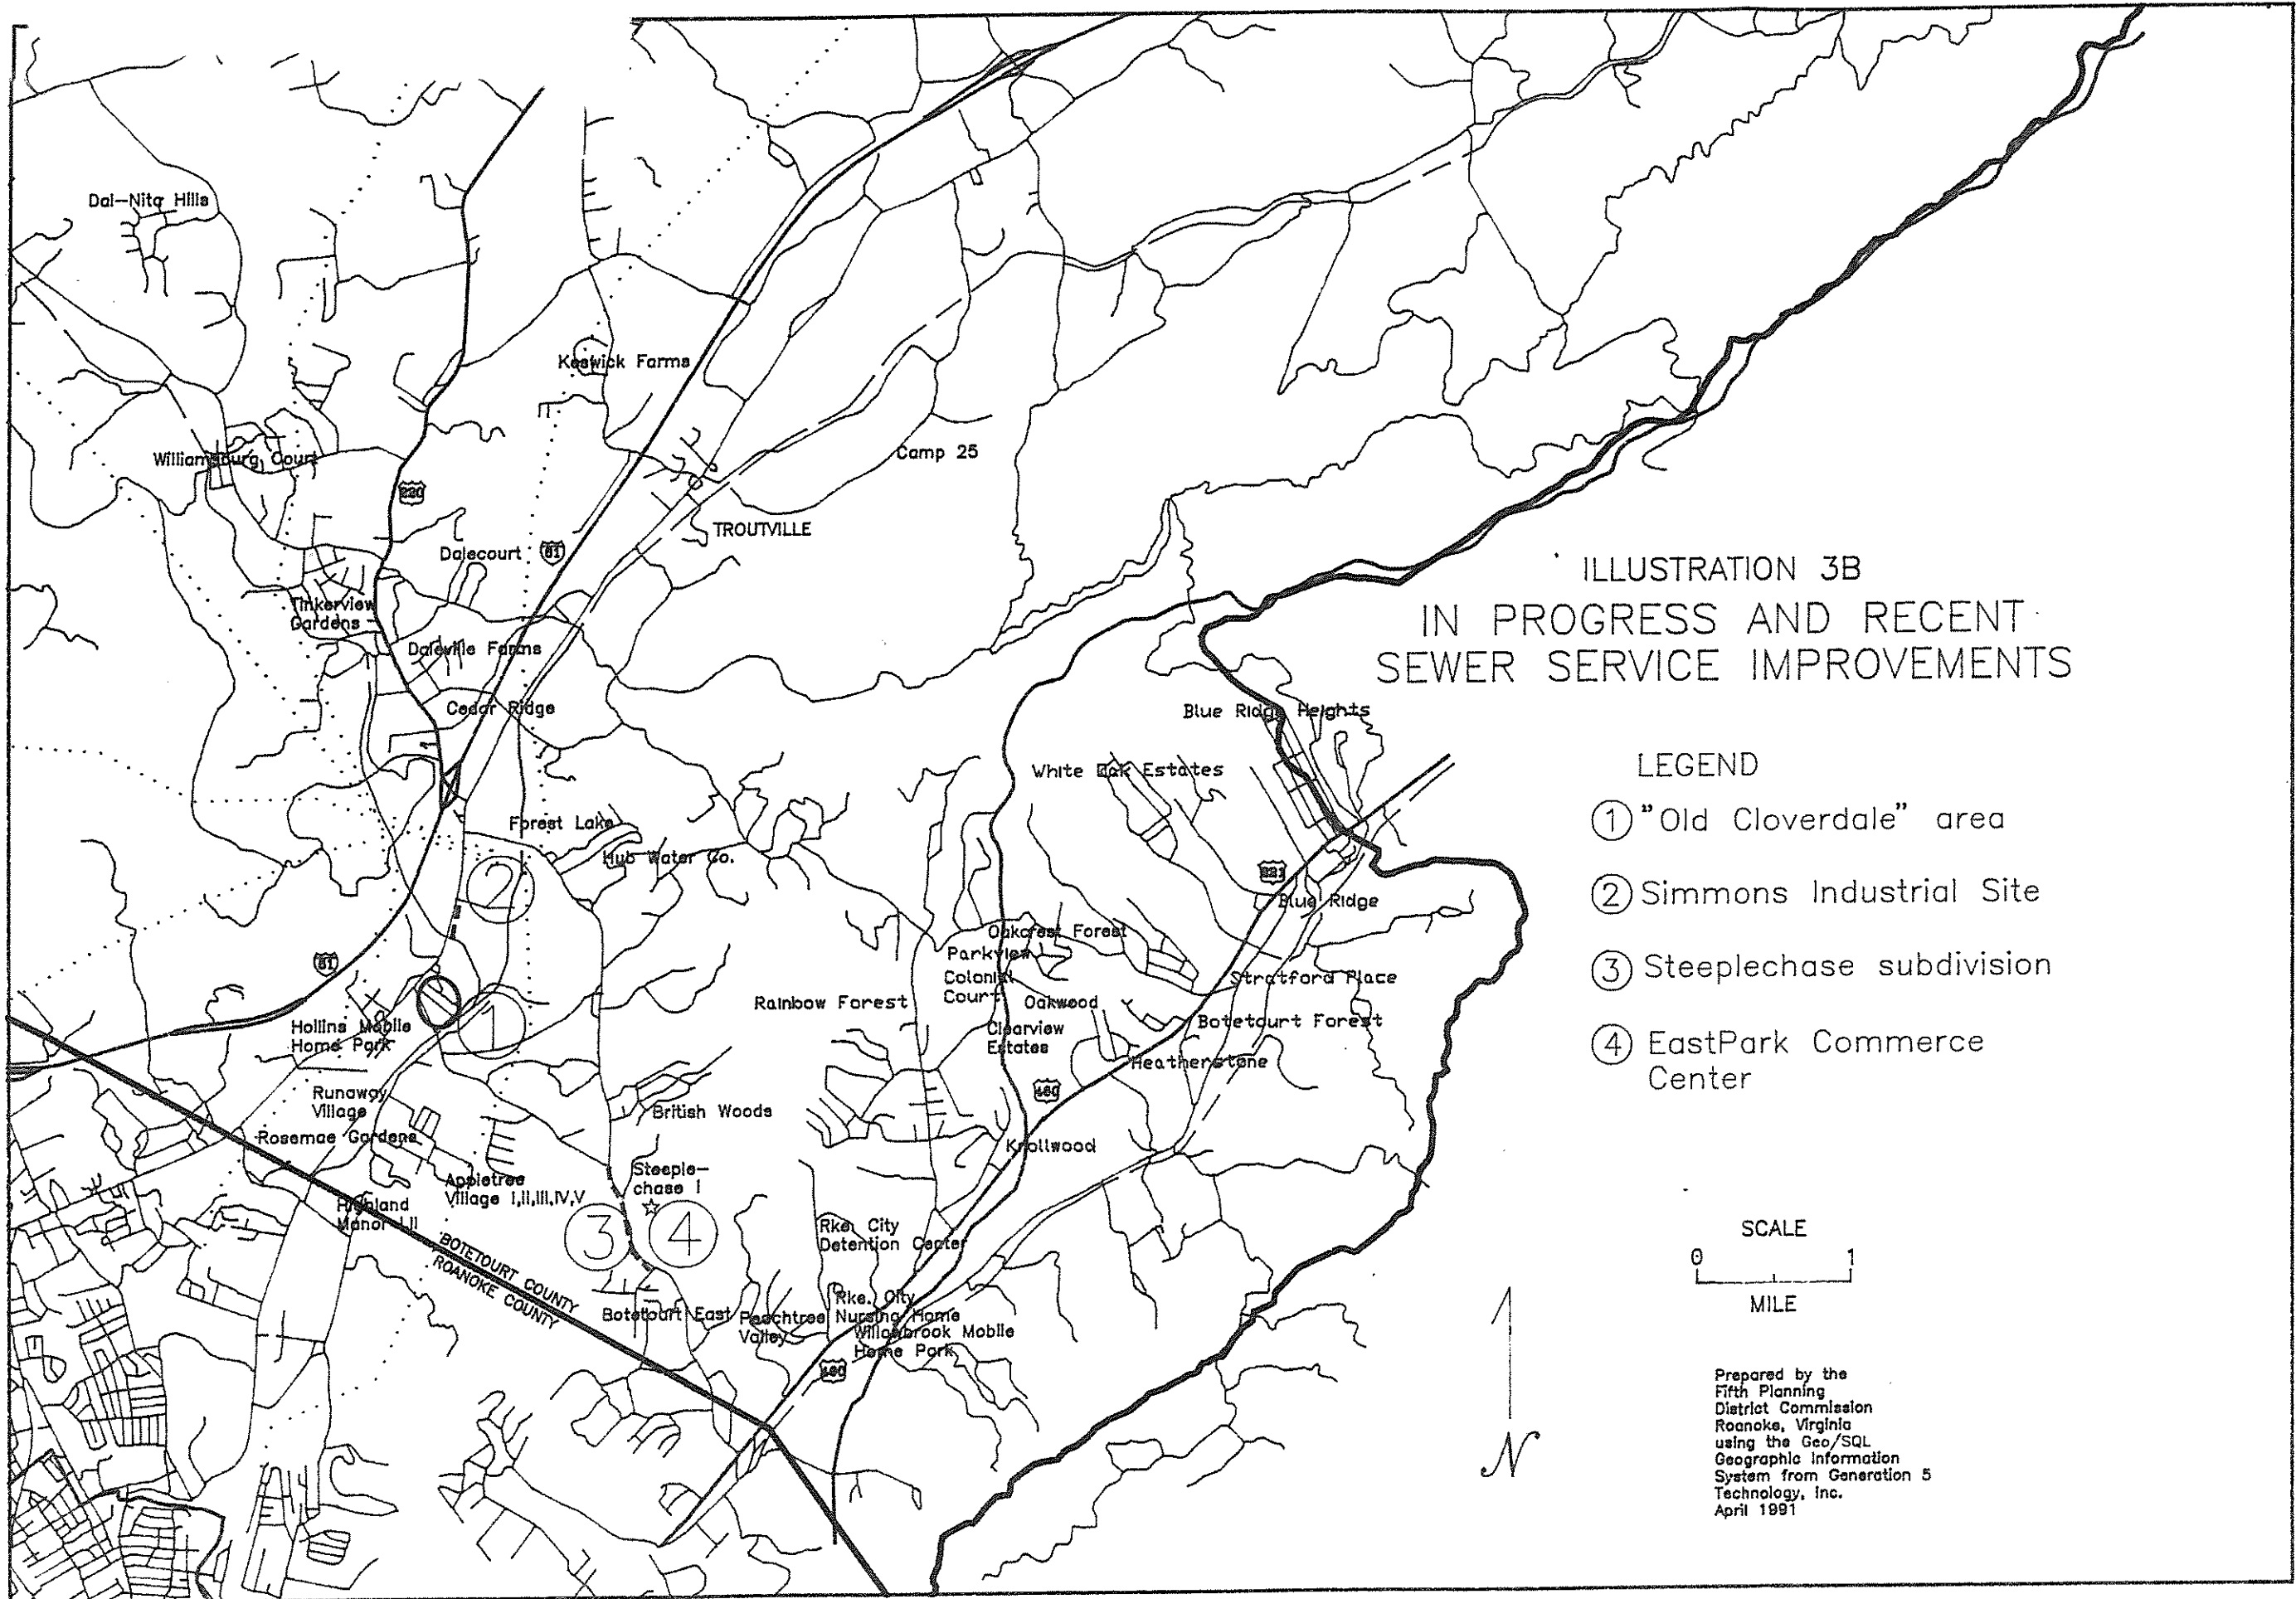 Dal-Nita Hills
Keswick Farms
Williamsburg Court
Camp 25
220
TROUTVILLE
Dalecourt
81
ILLUSTRATION 3B
IN PROGRESS AND RECENT
SEWER SERVICE IMPROVEMENTS
Tinkerview
Gardens
Daleville Farms
Cedar Ridge
Blue Ridge Heights
White Oak Estates
LEGEND
1 "Old Cloverdale" area
2 Simmons Industrial Site
3 Steeplechase subdivision
4 EastPark Commerce
Center
Forest Lake
Hub Water Co.
2
221
Blue Ridge
Oakcrest Forest
Parkview
Colonial
Court
Stratford Place
81
Rainbow Forest
Oakwood
1
Hollins Mobile
Home Park
Clearview
Estates
Botetourt Forest
Heatherstone
460
Runaway
Village
British Woods
Rosemae Gardens
Knollwood
Steeple-
chase I
Appletree
Village I,II,III,IV,V
Highland
Manor I,II
3
4
Rke. City
Detention Center
BOTETOURT COUNTY
ROANOKE COUNTY
Botetourt East
Peachtree
Valley
Rke. City
Nursing Home
Willowbrook Mobile
Home Park
460
SCALE
0 1
MILE
N
Prepared by the
Fifth Planning
District Commission
Roanoke, Virginia
using the Geo/SQL
Geographic Information
System from Generation 5
Technology, Inc.
April 1991